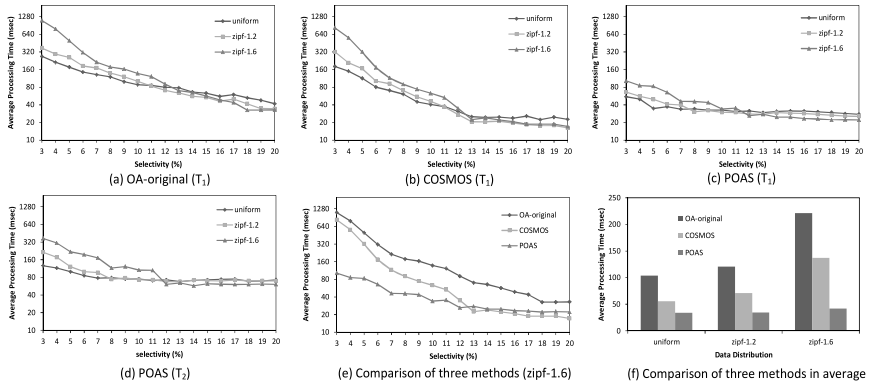 1280
640
320
160
80
40
20
10
Average Processing Time (msec)
uniform
zipf-1.2
zipf-1.6
3 4 5 6 7 8 9 10 11 12 13 14 15 16 17 18 19 20
Selectivity (%)
(a) OA-original (T1)
1280
640
320
160
80
40
20
10
Average Processing Time (msec)
uniform
zipf-1.2
zipf-1.6
3 4 5 6 7 8 9 10 11 12 13 14 15 16 17 18 19 20
Selectivity (%)
(b) COSMOS (T1)
1280
640
320
160
80
40
20
10
Average Processing Time (msec)
uniform
zipf-1.2
zipf-1.6
3 4 5 6 7 8 9 10 11 12 13 14 15 16 17 18 19 20
Selectivity (%)
(c) POAS (T1)
1280
640
320
160
80
40
20
10
Average Processing Time (msec)
uniform
zipf-1.2
zipf-1.6
3 4 5 6 7 8 9 10 11 12 13 14 15 16 17 18 19 20
selectivity (%)
(d) POAS (T2)
1280
640
320
160
80
40
20
10
Average Processing Time (msec)
OA-original
COSMOS
POAS
3 4 5 6 7 8 9 10 11 12 13 14 15 16 17 18 19 20
Selectivity (%)
(e) Comparison of three methods (zipf-1.6)
250
200
150
100
50
0
Average Processing Time (msec)
OA-original
COSMOS
POAS
uniform zipf-1.2 zipf-1.6
Data Distribution
(f) Comparison of three methods in average